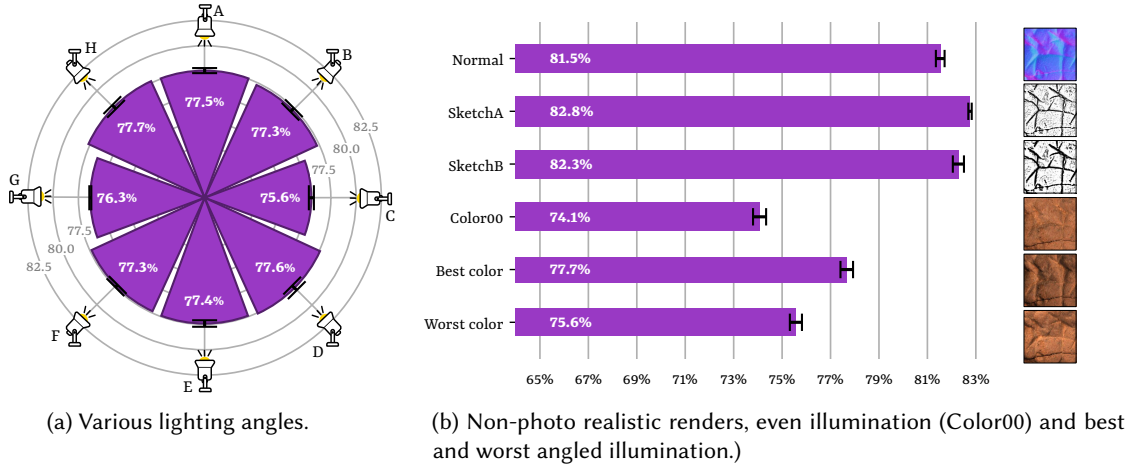 A
H
B
77.5%
77.7%
77.3%
82.5
80.0
77.5
G
76.3%
75.6%
C
77.5
80.0
82.5
77.3%
77.6%
77.4%
F
D
E
(a) Various lighting angles.
Normal
81.5%
SketchA
82.8%
SketchB
82.3%
Color00
74.1%
Best color
77.7%
Worst color
75.6%
65% 67% 69% 71% 73% 75% 77% 79% 81% 83%
(b) Non-photo realistic renders, even illumination (Color00) and best
and worst angled illumination.)